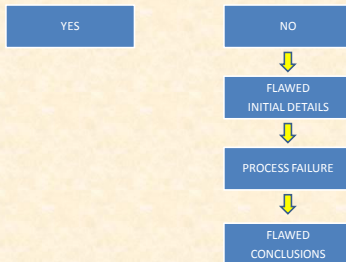 YES
NO
FLAWED
INITIAL DETAILS
PROCESS FAILURE
FLAWED
CONCLUSIONS